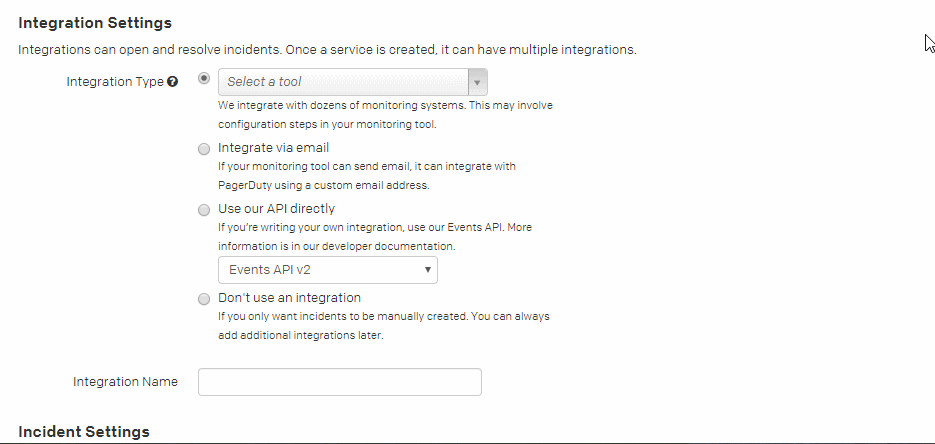 Integration Settings
Integrations can open and resolve incidents. Once a service is created, it can have multiple integrations.
Integration Type ?
Select a tool
We integrate with dozens of monitoring systems. This may involve
configuration steps in your monitoring tool.
Integrate via email
If your monitoring tool can send email, it can integrate with
PagerDuty using a custom email address.
Use our API directly
If you're writing your own integration, use our Events API. More
information is in our developer documentation.
Events API v2
Don't use an integration
If you only want incidents to be manually created. You can always
add additional integrations later.
Integration Name
Incident Settings